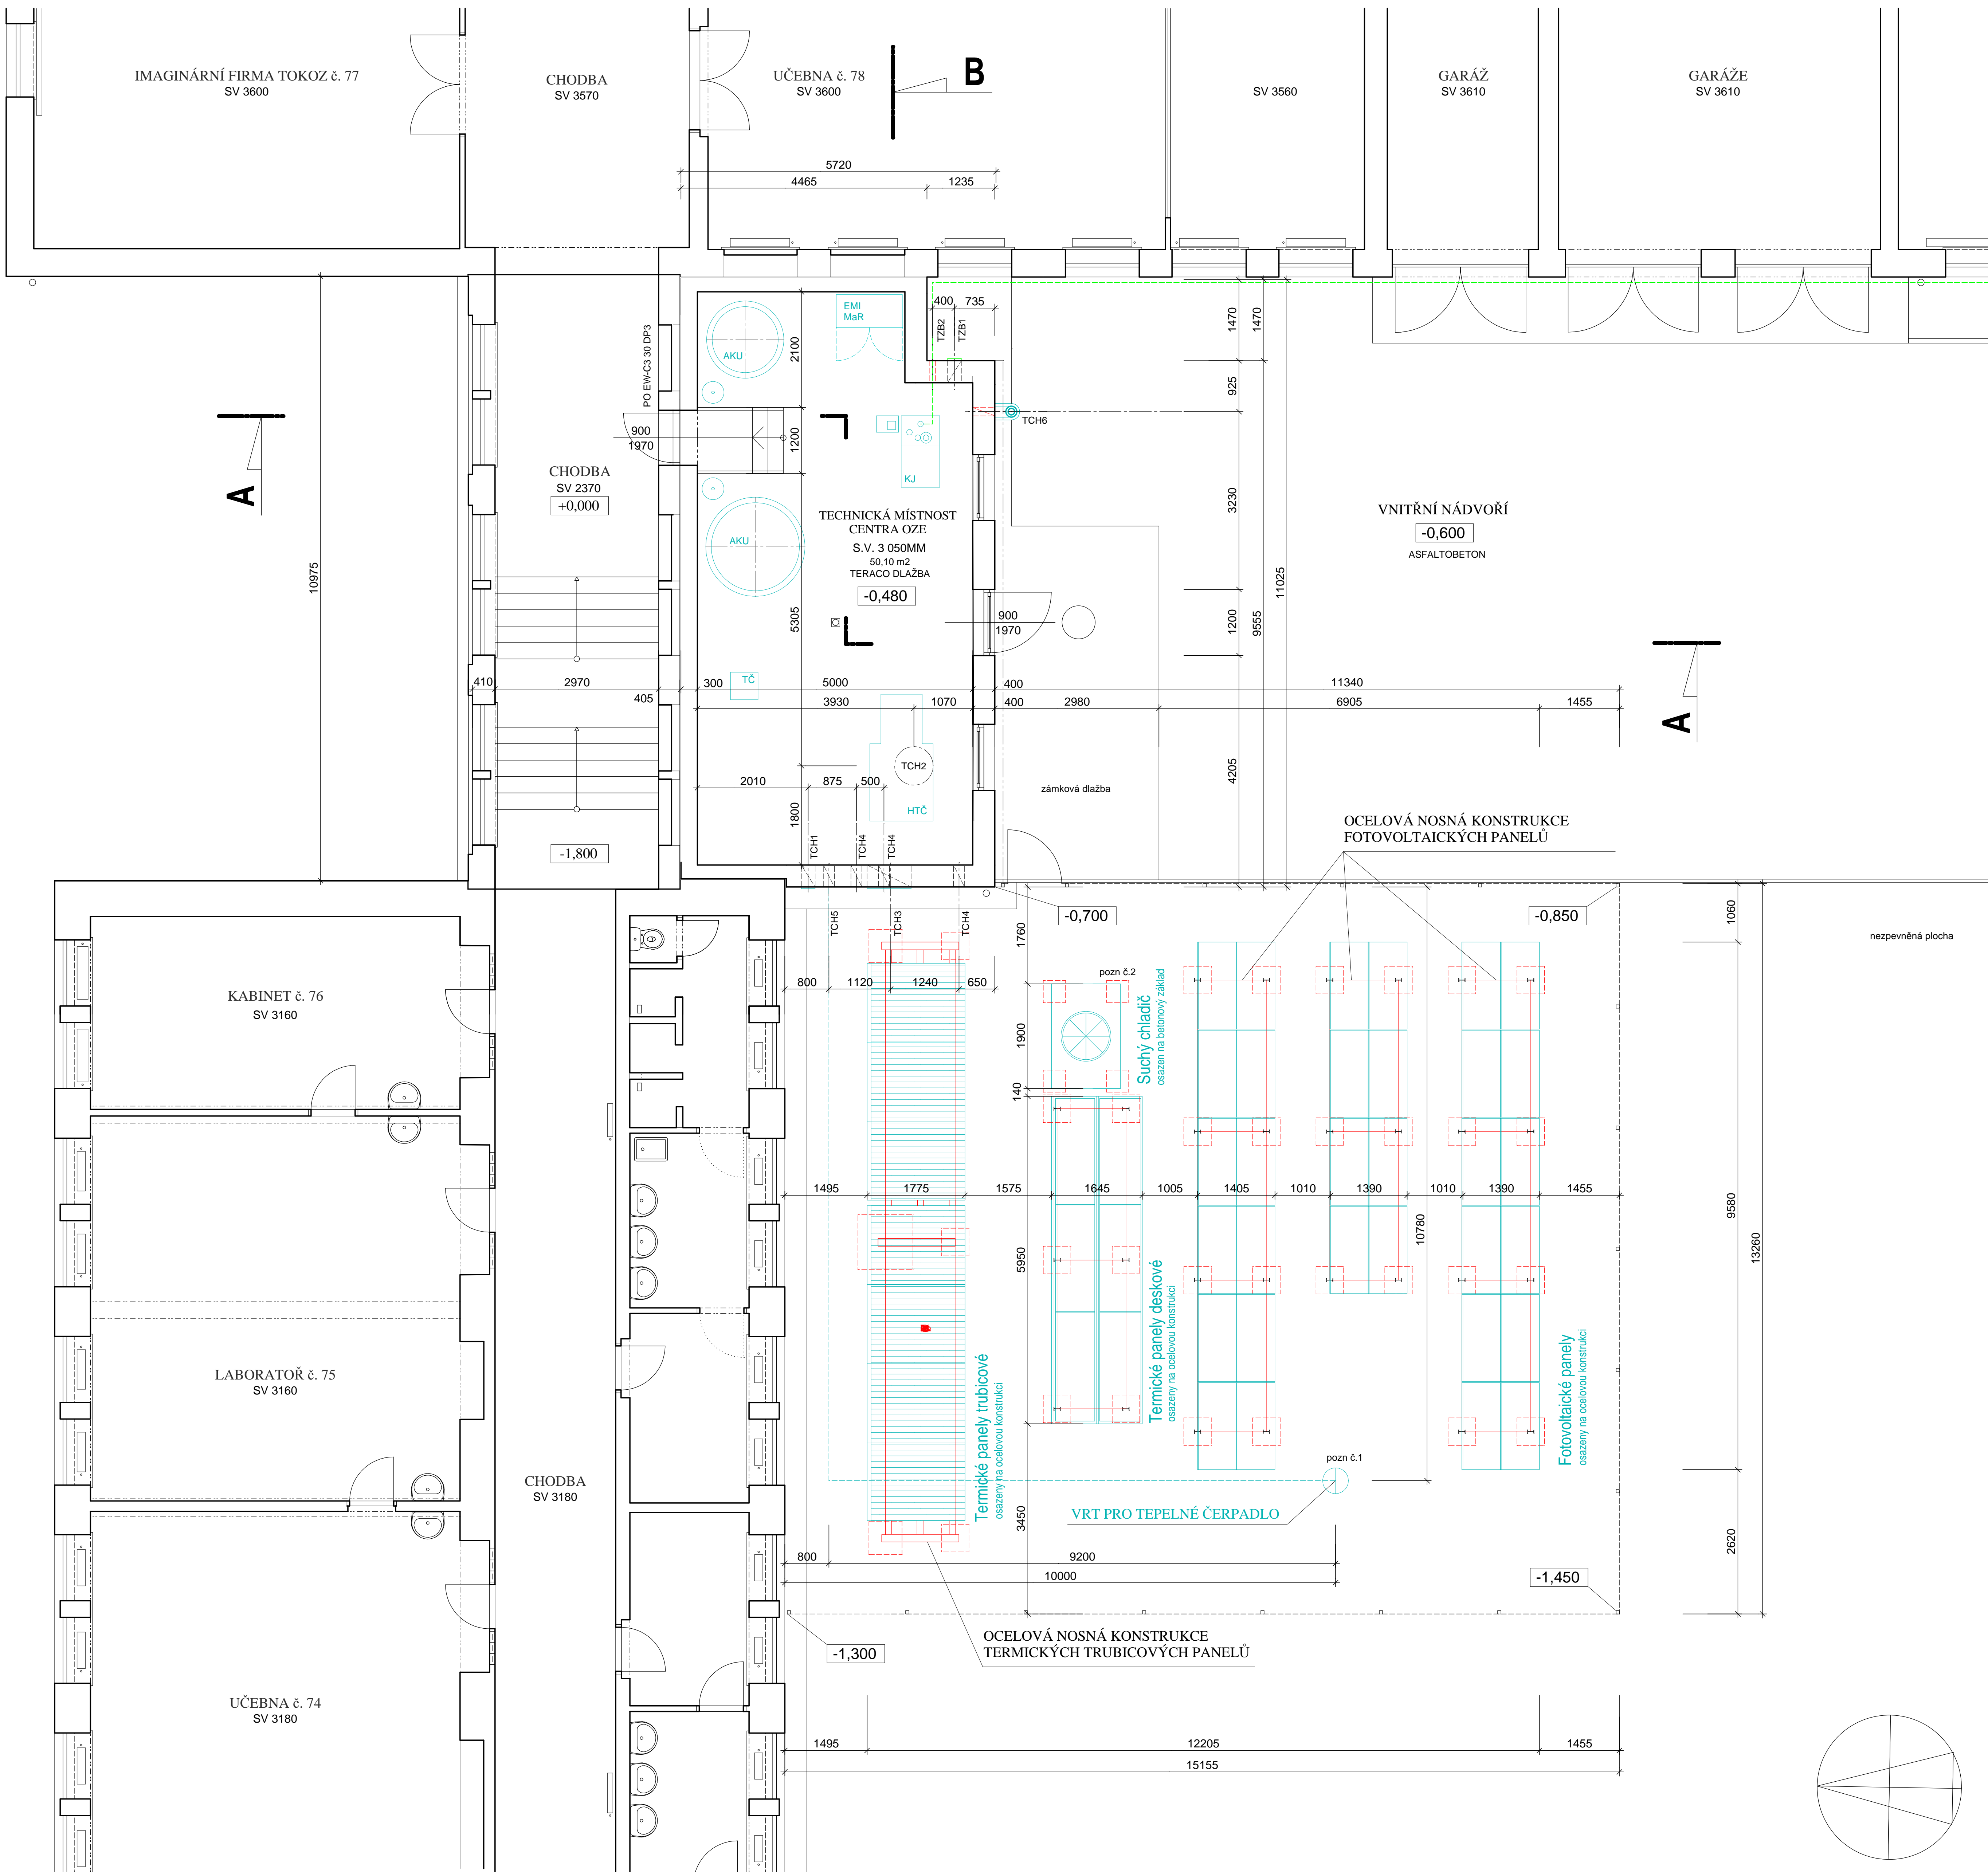 IMAGINÁRNÍ FIRMA TOKOZ č. 77
SV 3600
CHODBA
SV 3570
UČEBNA č. 78
SV 3600
B
SV 3560
GARÁŽ
SV 3610
GARÁŽE
SV 3610
5720
4465
1235
EMI
MaR
400
735
TZB2
TZB1
1470
1470
AKU
2100
PO EW-C3 30 DP3
925
TCH6
900
1970
1200
A
CHODBA
SV 2370
+0,000
KJ
3230
TECHNICKÁ MÍSTNOST
CENTRA OZE
S.V. 3 050MM
50,10 m2
TERACO DLAŽBA
-0,480
AKU
VNITŘNÍ NÁDVOŘÍ
-0,600
ASFALTOBETON
10975
11025
5305
900
1970
1200
9555
A
TČ
410
2970
405
300
5000
400
11340
3930
1070
400
2980
6905
1455
TCH2
2010
875
500
4205
zámková dlažba
HTČ
1800
OCELOVÁ NOSNÁ KONSTRUKCE
FOTOVOLTAICKÝCH PANELŮ
TCH1
TCH4
TCH4
-1,800
-0,700
-0,850
1060
TCH5
TCH3
TCH4
1760
nezpevněná plocha
KABINET č. 76
SV 3160
800
1120
1240
650
pozn č.2
Suchý chladič
osazen na betonový základ
1900
140
1495
1775
1575
1645
1005
1405
1010
1390
1010
1390
1455
10780
9580
13260
5950
Termické panely deskové
osazeny na ocelovou konstrukci
LABORATOŘ č. 75
SV 3160
Termické panely trubicové
osazeny na ocelovou konstrukci
Fotovoltaické panely
osazeny na ocelovou konstrukci
CHODBA
SV 3180
pozn č.1
VRT PRO TEPELNÉ ČERPADLO
3450
2620
800
9200
10000
-1,450
OCELOVÁ NOSNÁ KONSTRUKCE
TERMICKÝCH TRUBICOVÝCH PANELŮ
-1,300
UČEBNA č. 74
SV 3180
1495
12205
1455
15155